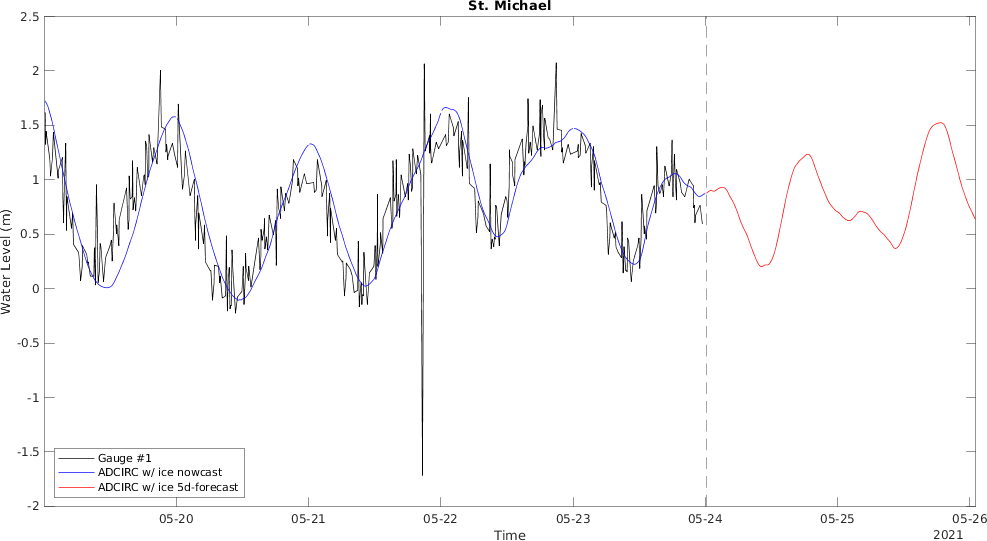 St. Michael
2.5
2
1.5
1
0.5
0
-0.5
-1
-1.5
-2
Water Level (m)
Gauge #1
ADCIRC w/ ice nowcast
ADCIRC w/ ice 5d-forecast
05-20 05-21 05-22 05-23 05-24 05-25 05-26
Time
2021